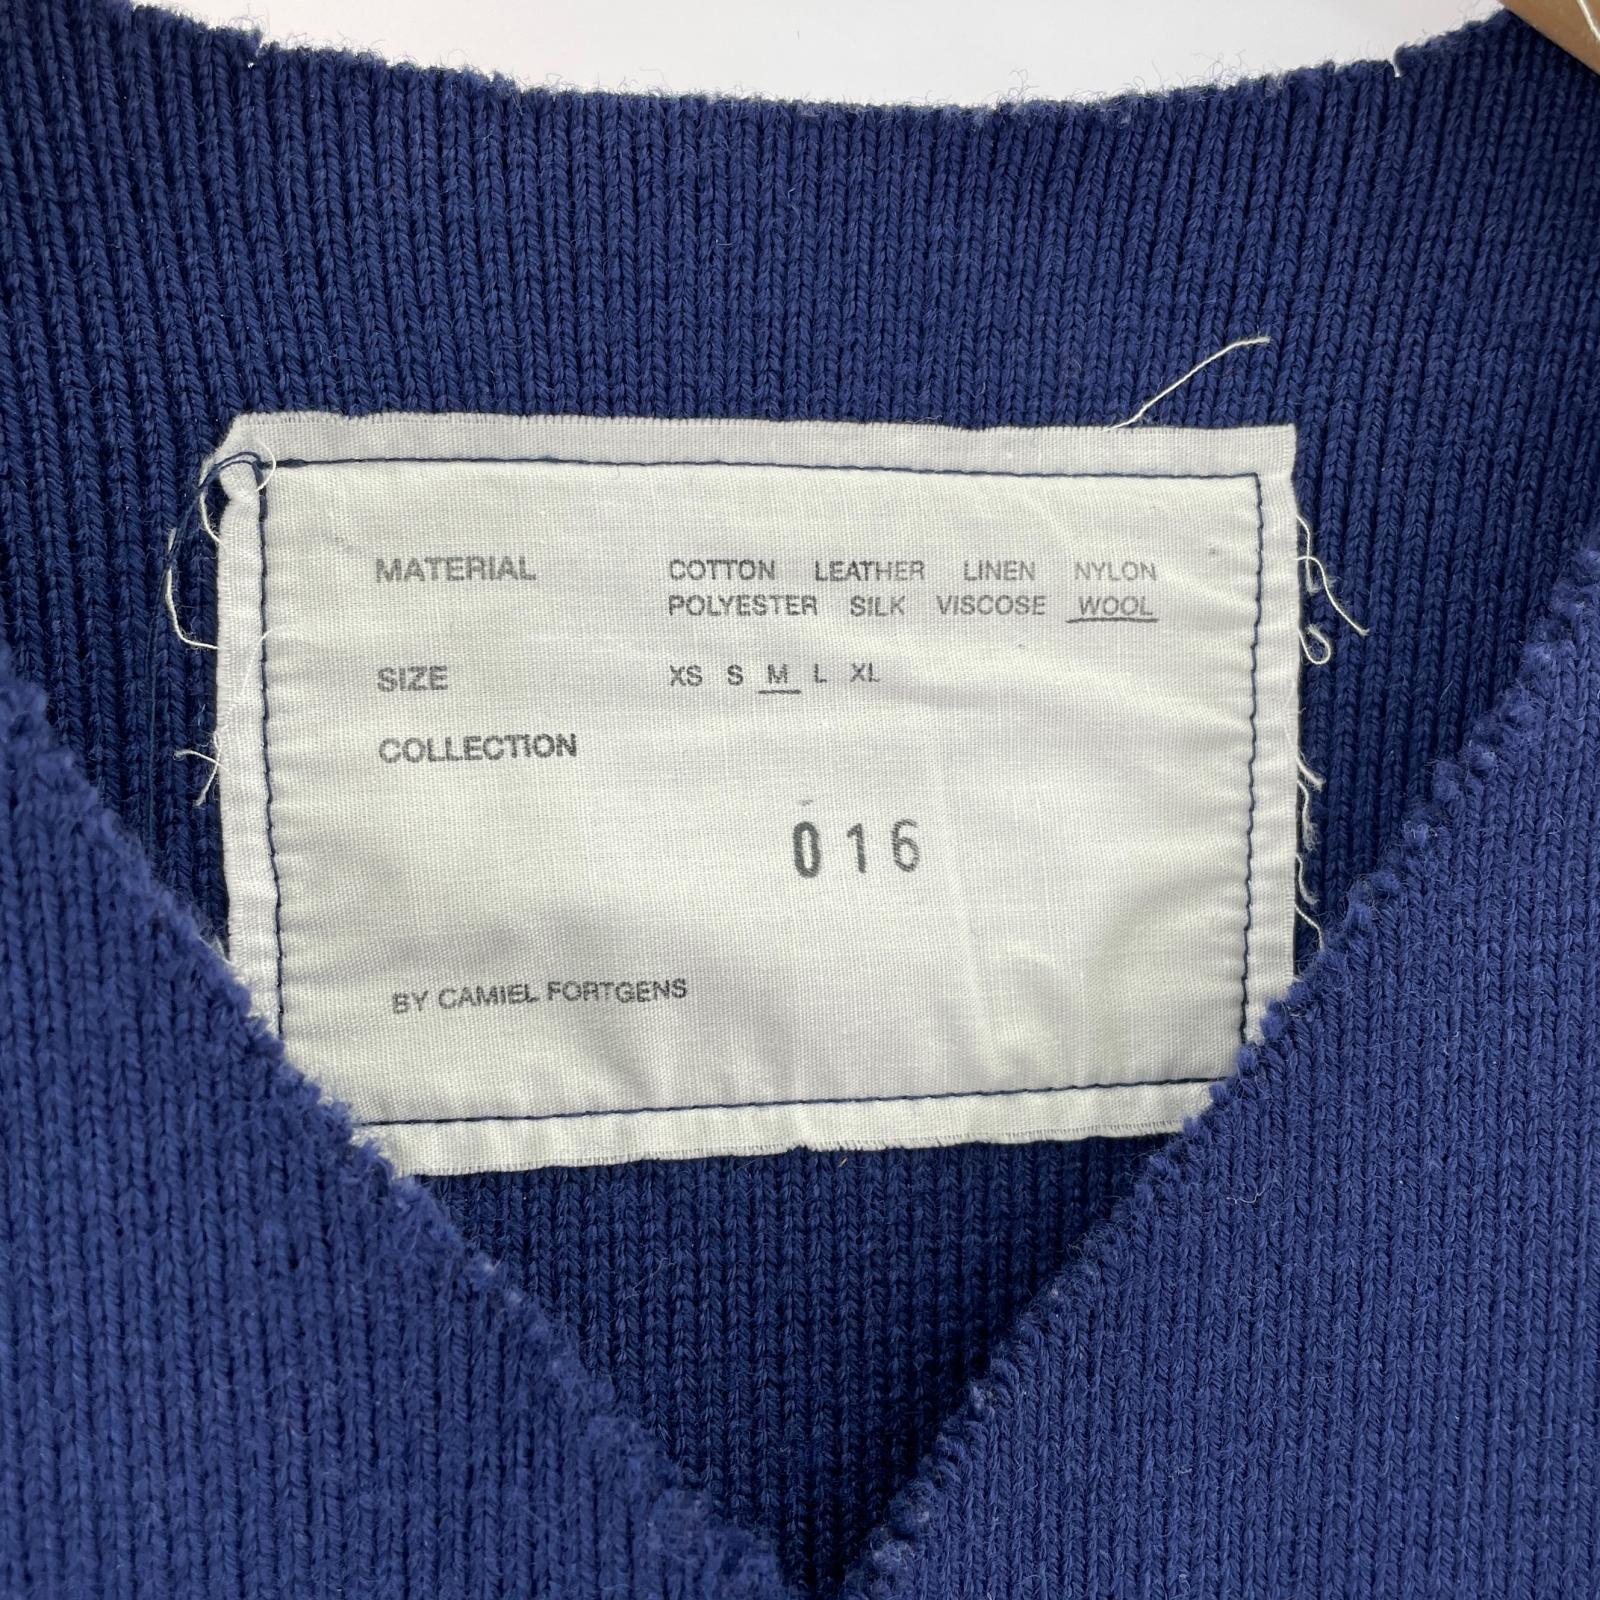 MATERIAL COTTON LEATHER LINEN NYLON
POLYESTER SILK VISCOSE WOOL
SIZE XS S M L XL
COLLECTION
016
BY CAMIEL FORTGENS